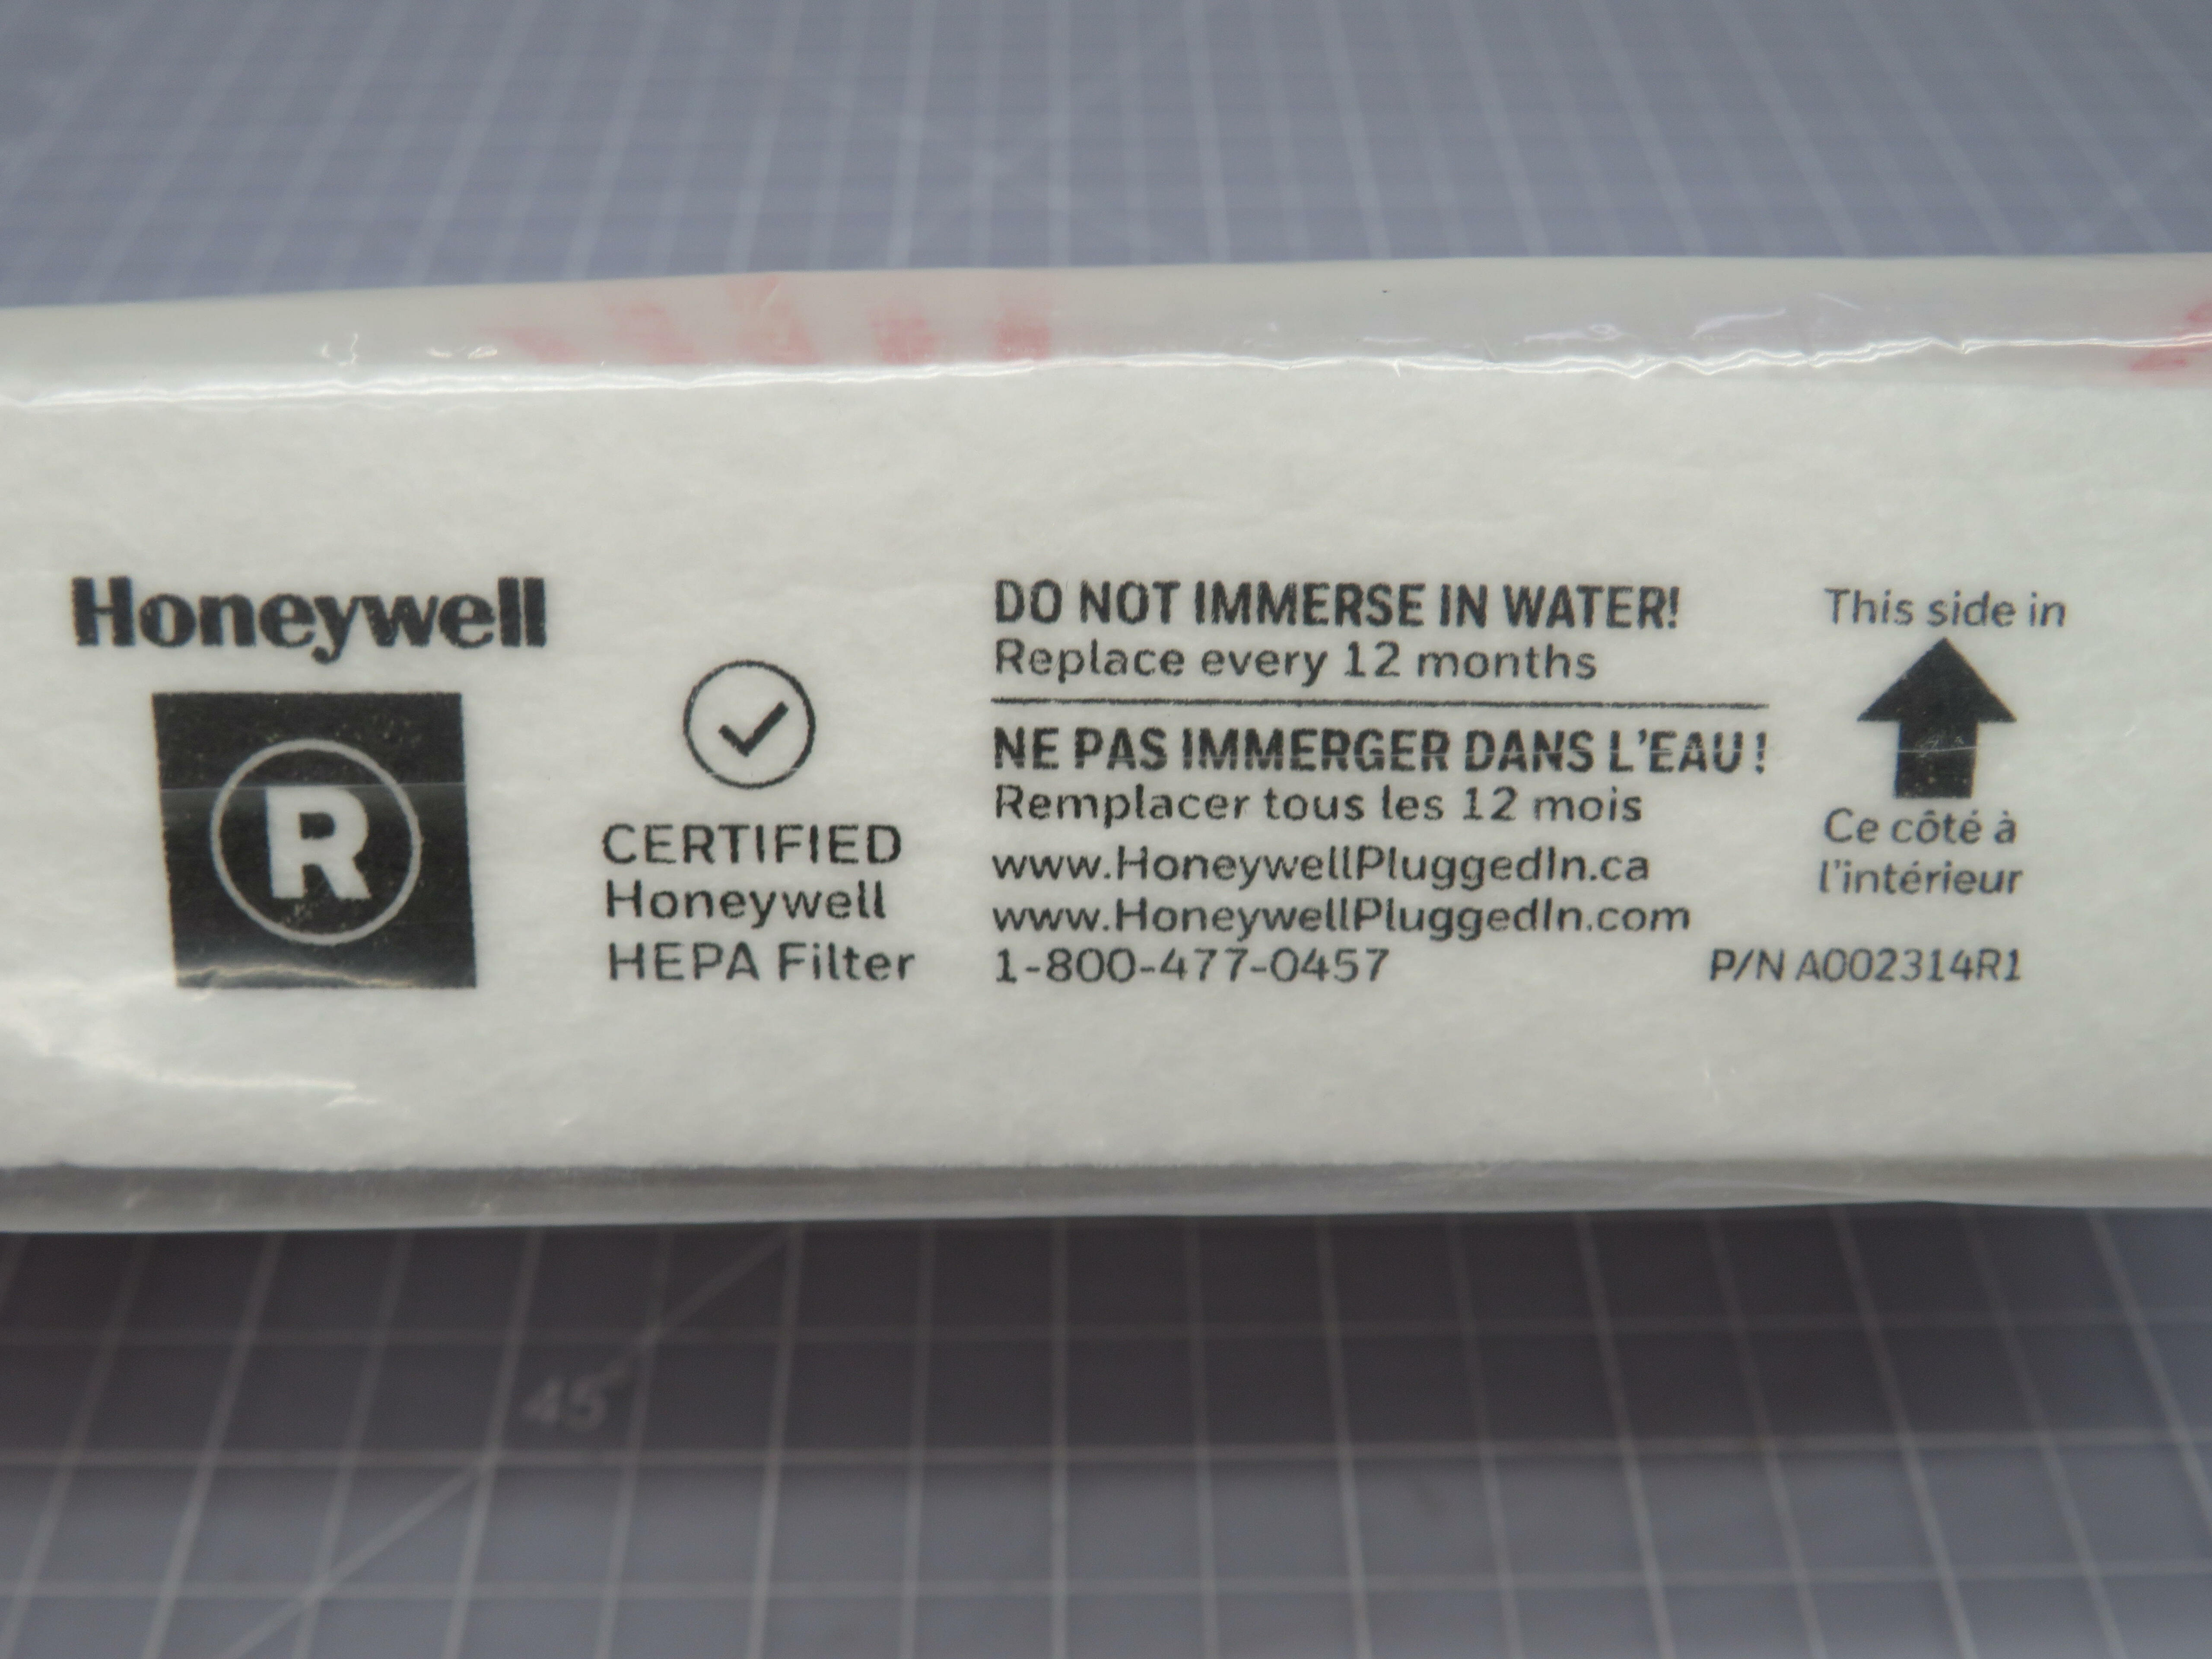 Honeywell
R
CERTIFIED
Honeywell
HEPA Filter
DO NOT IMMERSE IN WATER!
Replace every 12 months
NE PAS IMMERGER DANS L'EAU !
Remplacer tous les 12 mois
www.HoneywellPluggedIn.ca
www.HoneywellPluggedIn.com
1-800-477-0457
This side in
Ce côté à
l'intérieur
P/N A002314R1
45°